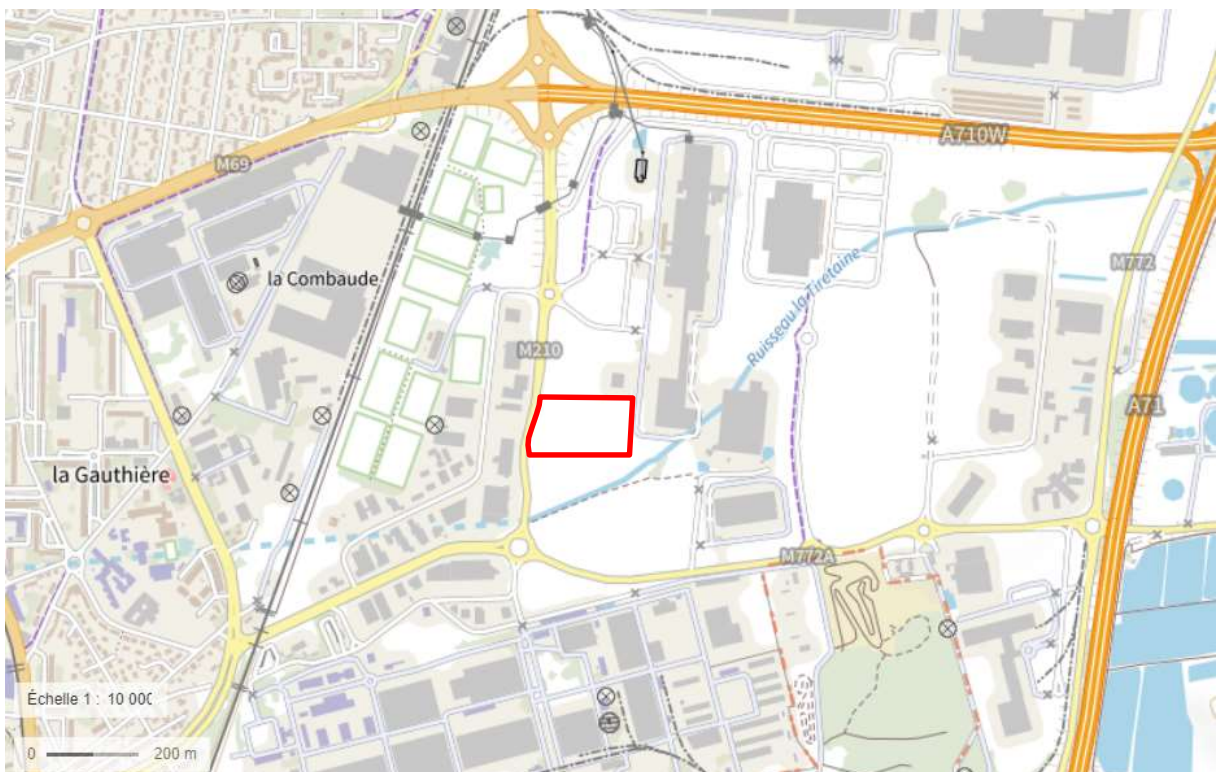 A710W
M69
M772
la Combaude
Ruisseau la Tiretaine
M210
A71
la Gauthière
M772A
Échelle 1 : 10 000
0 200 m